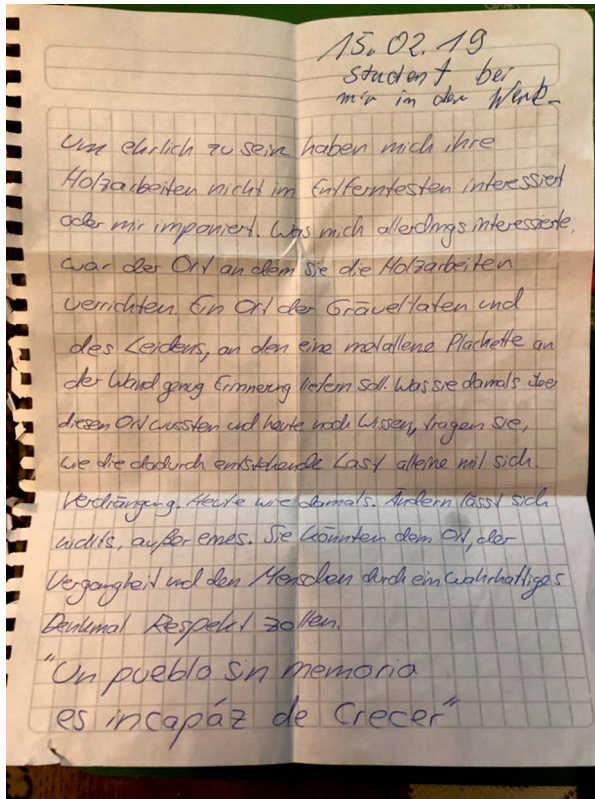 15.02.19
Student bei
mir in der Werk-
Um ehrlich zu sein haben mich ihre
Holzarbeiten nicht im Entferntesten interessiert
oder mir imponiert. Was mich allerdings interessierte,
war der Ort an dem sie die Holzarbeiten
verrichten. Ein Ort der Gräveltaten und
des Leidens, an den eine metallene Plachette an
der Wand genug Erinnerung liefern soll. Was sie damals über
diesen Ort wussten und heute noch Wissen, tragen sie,
wie die dadurch entstehende Last alleine mit sich.
Verdrängung. Heute wie damals. Ändern lässt sich
nichts, außer eines. Sie könnten dem Ort, der
Vergangheit und den Menschen durch ein wahrhaftiges
Denkmal Respekt zollen.
"Un pueblo sin memoria
es incapáz de crecer"